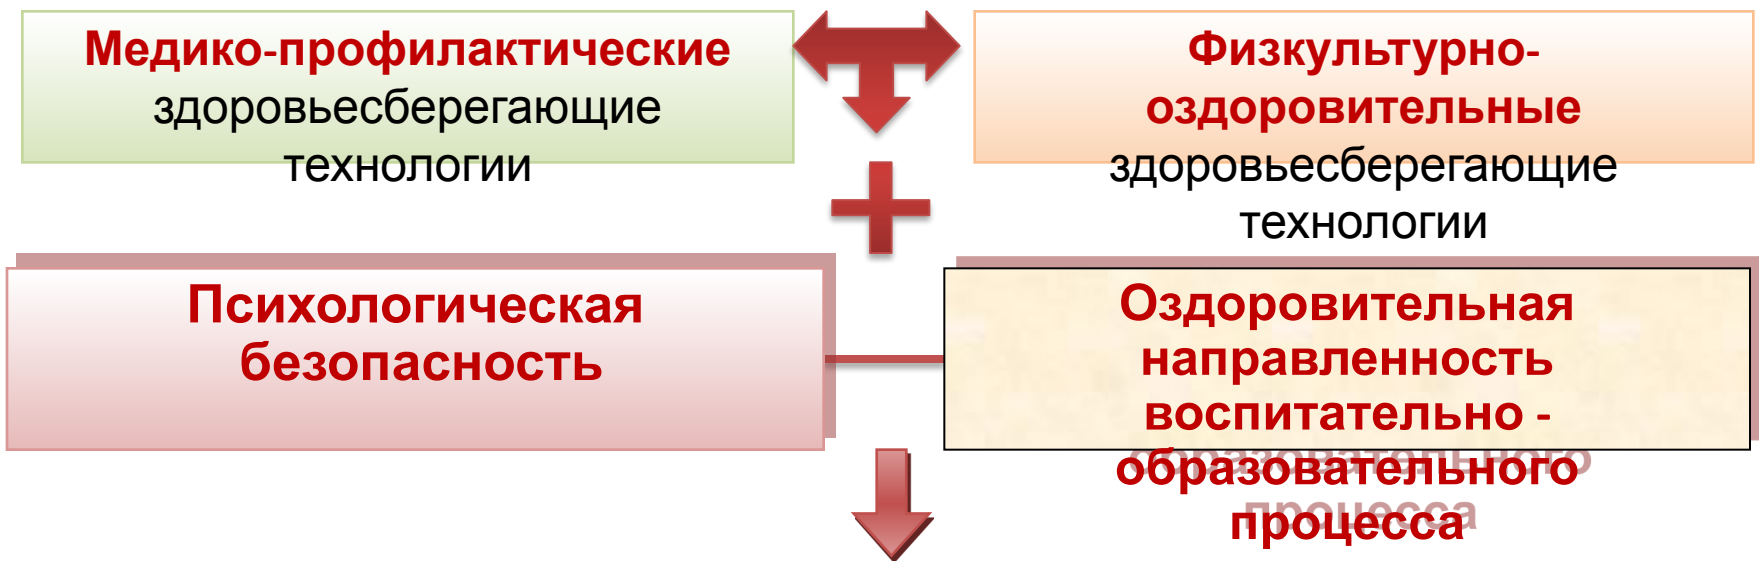 Медико-профилактические
здоровьесберегающие
технологии
Физкультурно-
оздоровительные
здоровьесберегающие
технологии
Психологическая
безопасность
Оздоровительная
направленность
воспитательно -
образовательного
процесса